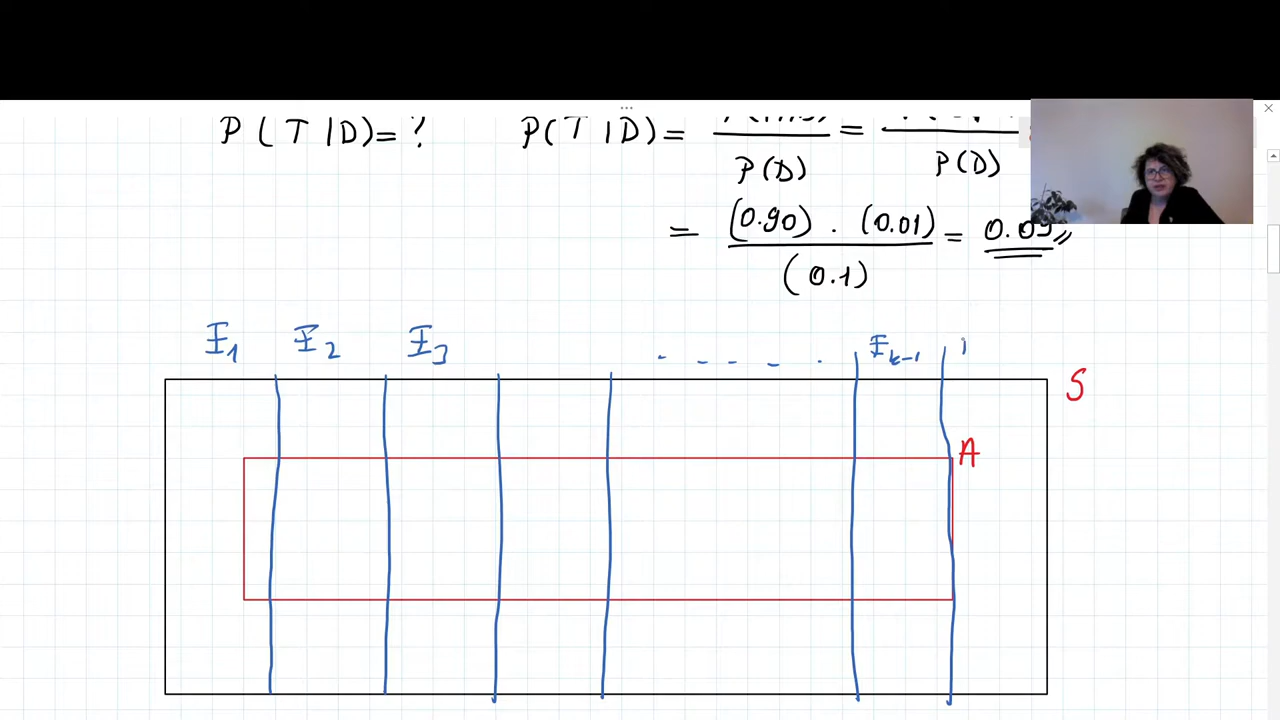 P(T|D)=? P(T|D)= = 
P(D) P(D)
= (0.90) . (0.01) = 0.09
(0.1)
E1 E2 E3 . - - - - . Ek-1
S
A